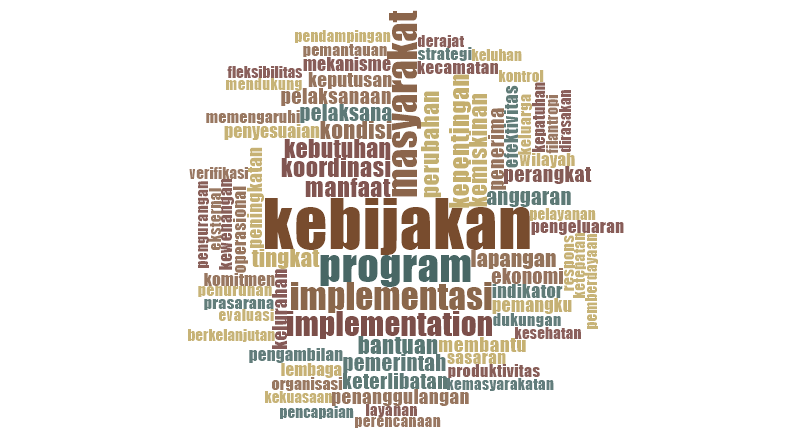 pendampingan
derajat
pemantauan
strategi
keluhan
mekanisme
kecamatan
fleksibilitas
kontrol
mendukung
keputusan
masyarakat
pelaksanaan
perubahan
kepentingan
kemiskinan
penerima
efektivitas
keluarga
kepatuhan
filantropi
dirasakan
memengaruhi
pelaksana
penyesuaian
kondisi
kebutuhan
wilayah
koordinasi
perangkat
verifikasi
manfaat
anggaran
pengurangan
eksternal
kewenangan
operasional
peningkatan
kebijakan
pelayanan
pengeluaran
tingkat
program
lapangan
respons
ketepatan
pemberdayaan
komitmen
ekonomi
penurunan
implementasi
indikator
prasarana
pemangku
evaluasi
kelurahan
implementation
dukungan
berkelanjutan
kesehatan
bantuan
membantu
pengambilan
pemerintah
sasaran
lembaga
produktivitas
organisasi
keterlibatan
kemasyarakatan
kekuasaan
penanggulangan
pencapaian
layanan
perencanaan